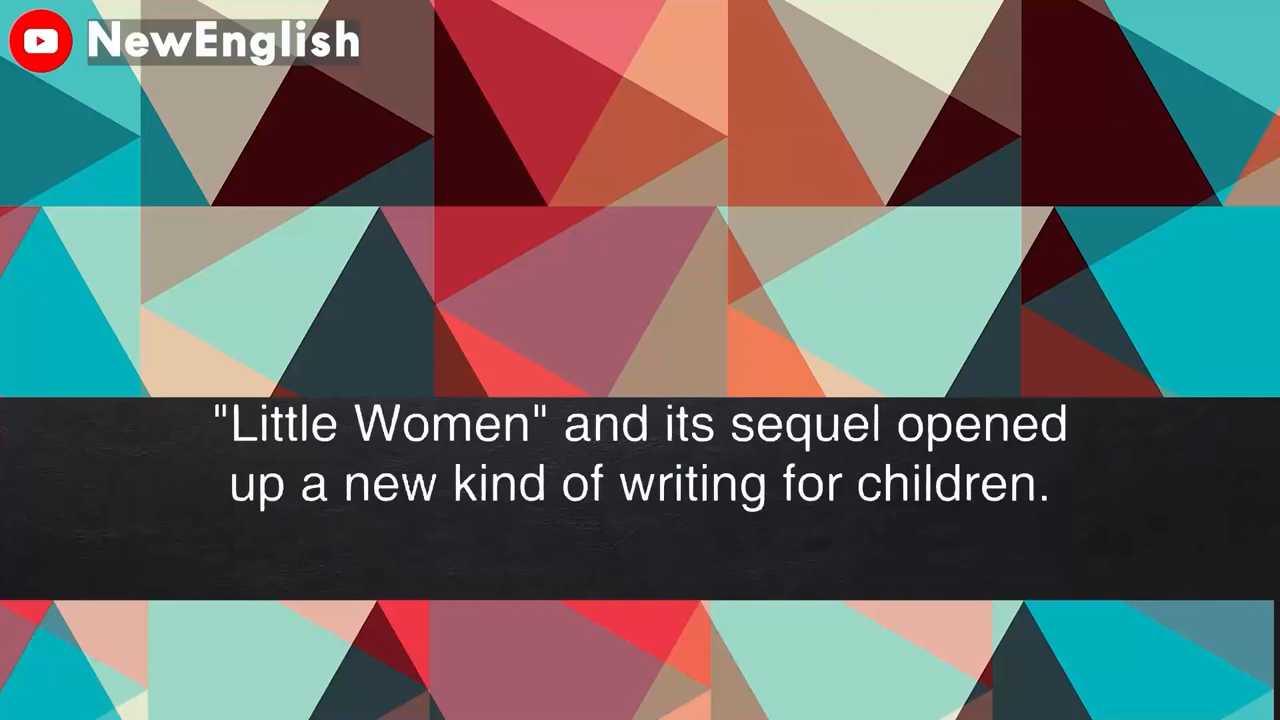 NewEnglish
"Little Women" and its sequel opened
up a new kind of writing for children.